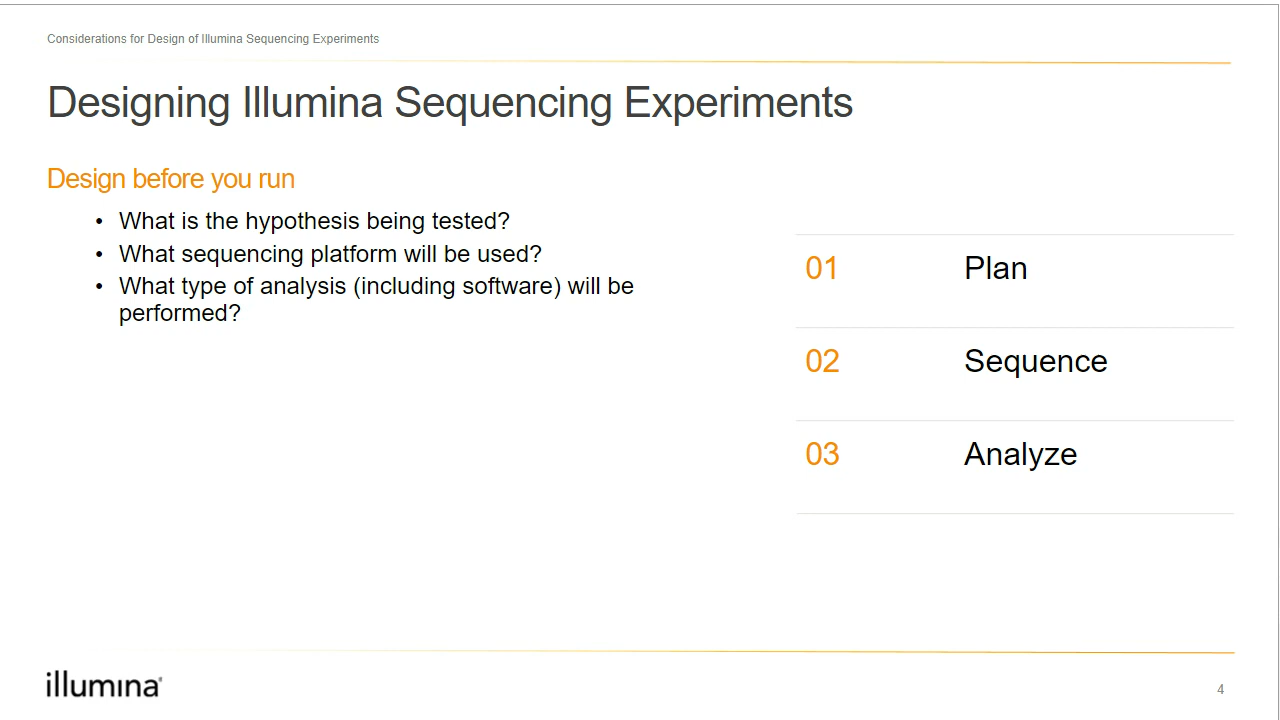 Considerations for Design of Illumina Sequencing Experiments
Designing Illumina Sequencing Experiments
Design before you run
• What is the hypothesis being tested?
• What sequencing platform will be used?
• What type of analysis (including software) will be
performed?
01 Plan
02 Sequence
03 Analyze
illumina®
4